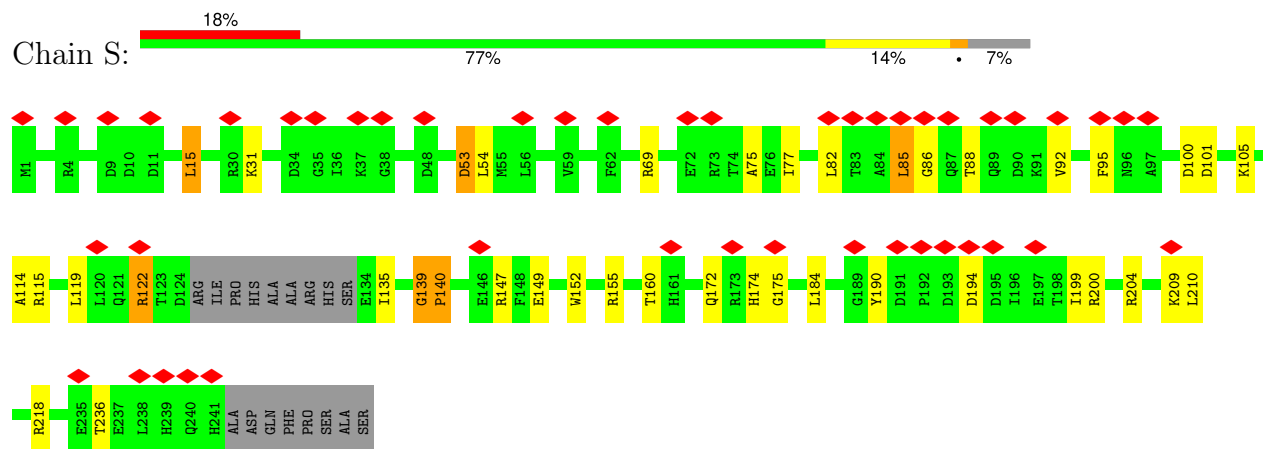 18%
Chain S:
77% 14% • 7%
M1 R4 D9 D10 D11 L15 R30 K31 D34 G35 I36 K37 G38 D48 D53 L54 M55 L56 V59 F62 R69 E72 R73 T74 A75 E76 I77 L82 T83 A84 L85 G86 Q87 T88 Q89 D90 K91 V92 F95 N96 A97 D100 D101 K105
A114 R115 L119 L120 Q121 R122 T123 D124 ARG ILE PRO HIS ALA ALA ARG HIS SER E134 I135 G139 P140 E146 R147 F148 E149 W152 R155 T160 H161 Q172 R173 H174 G175 L184 G189 Y190 D191 P192 D193 D194 D195 I196 E197 T198 I199 R200 R204 K209 L210
R218 E235 T236 E237 L238 H239 Q240 H241 ALA ASP GLN PHE PRO SER ALA SER